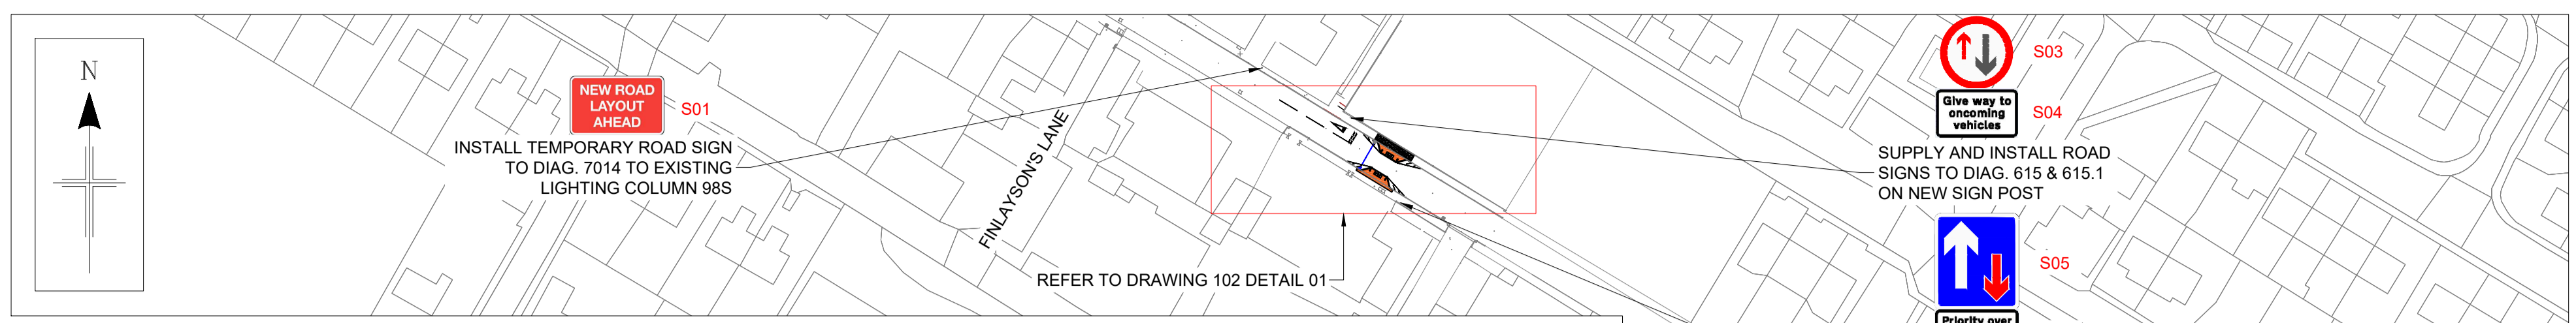 N
NEW ROAD
LAYOUT
AHEAD
S01
INSTALL TEMPORARY ROAD SIGN
TO DIAG. 7014 TO EXISTING
LIGHTING COLUMN 98S
FINLAYSON'S LANE
REFER TO DRAWING 102 DETAIL 01
S03
Give way to
oncoming
vehicles
S04
SUPPLY AND INSTALL ROAD
SIGNS TO DIAG. 615 & 615.1
ON NEW SIGN POST
S05
Priority over